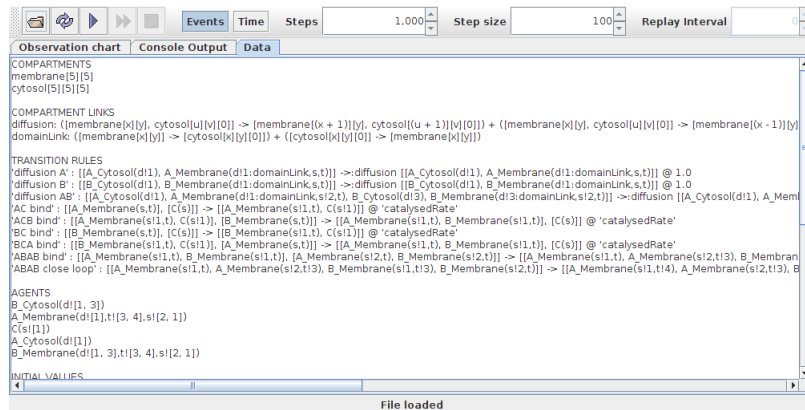 Events Time Steps 1,000 Step size 100 Replay Interval 0
Observation chart Console Output Data
COMPARTMENTS
membrane[5][5]
cytosol[5][5][5]
COMPARTMENT LINKS
diffusion: ([membrane[x][y], cytosol[u][v][0]] -> [membrane[(x + 1)][y], cytosol[(u + 1)][v][0]]) + ([membrane[x][y], cytosol[u][v][0]] -> [membrane[(x - 1)][y]
domainLink: ([membrane[x][y]] -> [cytosol[x][y][0]]) + ([cytosol[x][y][0]] -> [membrane[x][y]])
TRANSITION RULES
'diffusion A' : [[A_Cytosol(d!1), A_Membrane(d!1:domainLink,s,t)]] ->:diffusion [[A_Cytosol(d!1), A_Membrane(d!1:domainLink,s,t)]] @ 1.0
'diffusion B' : [[B_Cytosol(d!1), B_Membrane(d!1:domainLink,s,t)]] ->:diffusion [[B_Cytosol(d!1), B_Membrane(d!1:domainLink,s,t)]] @ 1.0
'diffusion AB' : [[A_Cytosol(d!1), A_Membrane(d!1:domainLink,s!2,t), B_Cytosol(d!3), B_Membrane(d!3:domainLink,s!2,t)]] ->:diffusion [[A_Cytosol(d!1), A_Meml
'AC bind' : [[A_Membrane(s,t)], [C(s)]] -> [[A_Membrane(s!1,t), C(s!1)]] @ 'catalysedRate'
'ACB bind' : [[A_Membrane(s!1,t), C(s!1)], [B_Membrane(s,t)]] -> [[A_Membrane(s!1,t), B_Membrane(s!1,t)], [C(s)]] @ 'catalysedRate'
'BC bind' : [[B_Membrane(s,t)], [C(s)]] -> [[B_Membrane(s!1,t), C(s!1)]] @ 'catalysedRate'
'BCA bind' : [[B_Membrane(s!1,t), C(s!1)], [A_Membrane(s,t)]] -> [[A_Membrane(s!1,t), B_Membrane(s!1,t)], [C(s)]] @ 'catalysedRate'
'ABAB bind' : [[A_Membrane(s!1,t), B_Membrane(s!1,t)], [A_Membrane(s!2,t), B_Membrane(s!2,t)]] -> [[A_Membrane(s!1,t), A_Membrane(s!2,t!3), B_Membran
'ABAB close loop' : [[A_Membrane(s!1,t), A_Membrane(s!2,t!3), B_Membrane(s!1,t!3), B_Membrane(s!2,t)]] -> [[A_Membrane(s!1,t!4), A_Membrane(s!2,t!3), B
AGENTS
B_Cytosol(d![1, 3])
A_Membrane(d![1],t![3, 4],s![2, 1])
C(s![1])
A_Cytosol(d![1])
B_Membrane(d![1, 3],t![3, 4],s![2, 1])
INITIAL VALUES
File loaded